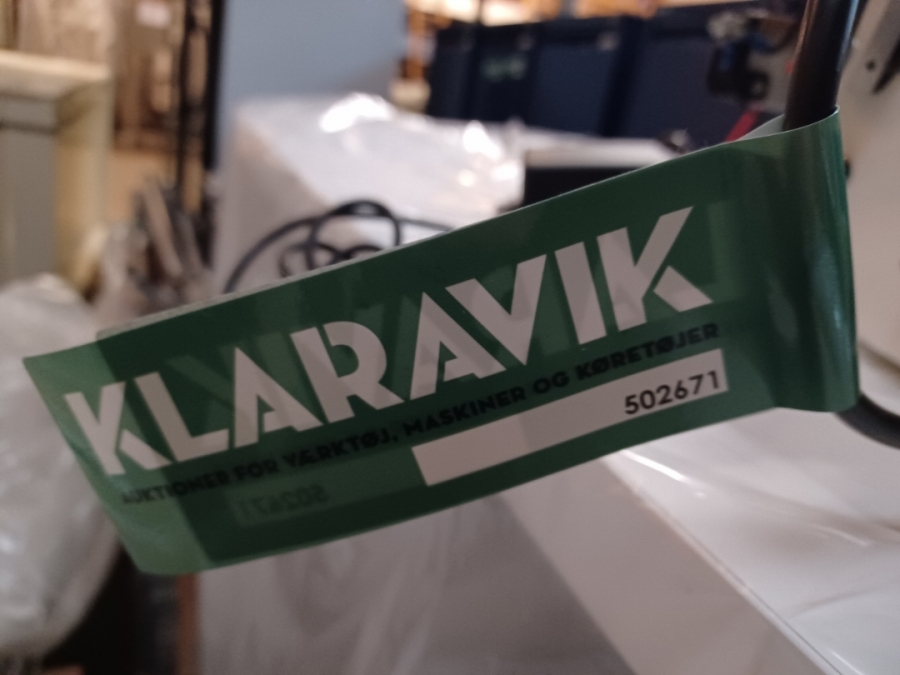 KLARAVIK
AUKTIONER FOR VÆRKTØJ, MASKINER OG KØRETØJER
502671